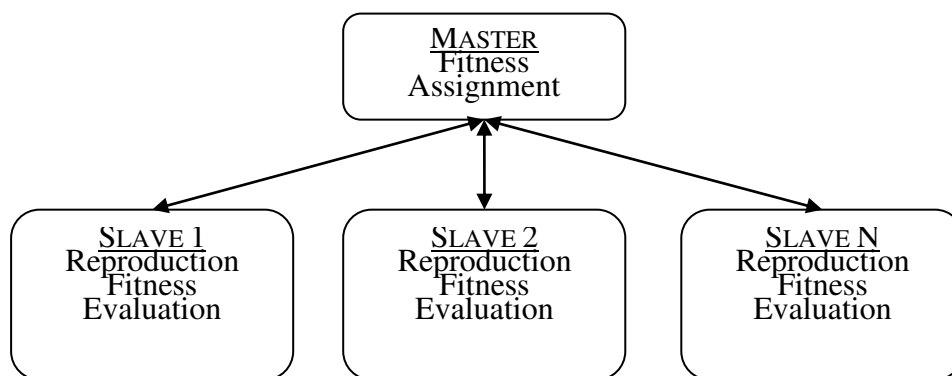 MASTER
Fitness
Assignment
SLAVE 1
Reproduction
Fitness
Evaluation
SLAVE 2
Reproduction
Fitness
Evaluation
SLAVE N
Reproduction
Fitness
Evaluation